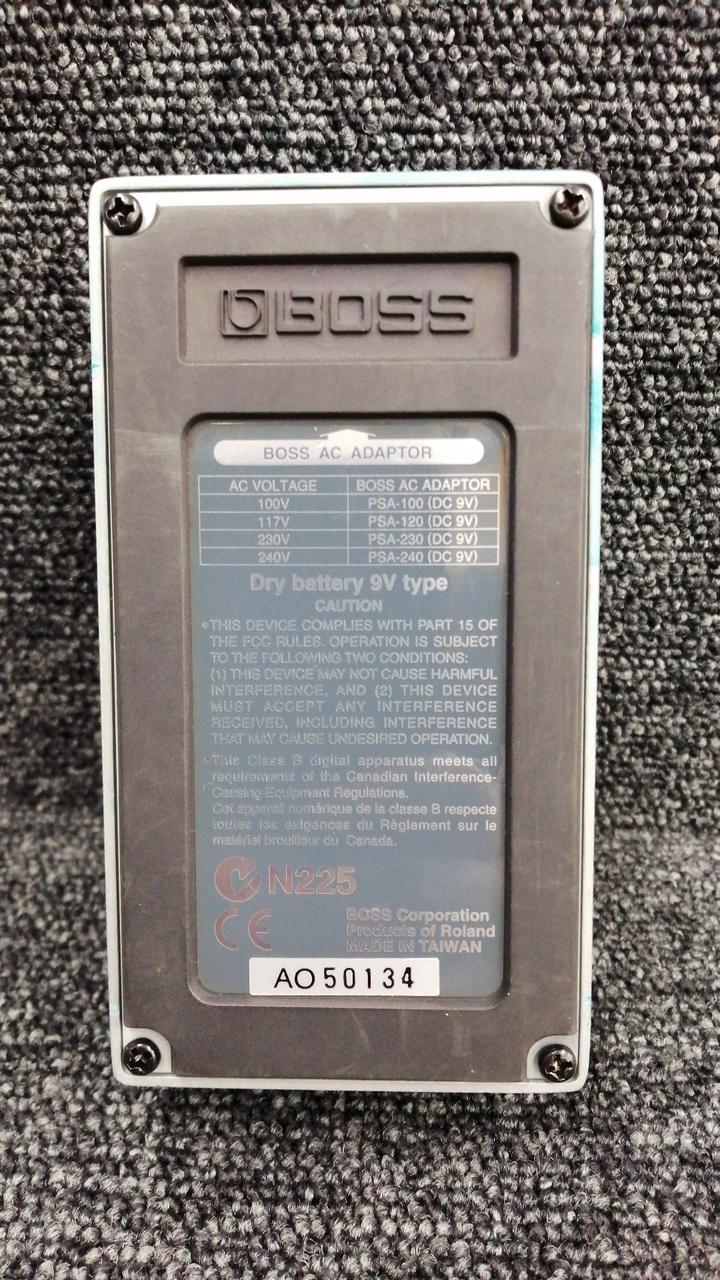 BOSS
BOSS AC ADAPTOR
AC VOLTAGE BOSS AC ADAPTOR
100V PSA-100 (DC 9V)
117V PSA-120 (DC 9V)
230V PSA-230 (DC 9V)
240V PSA-240 (DC 9V)
Dry battery 9V type
CAUTION
•THIS DEVICE COMPLIES WITH PART 15 OF
THE FCC RULES. OPERATION IS SUBJECT
TO THE FOLLOWING TWO CONDITIONS:
(1) THIS DEVICE MAY NOT CAUSE HARMFUL
INTERFERENCE, AND (2) THIS DEVICE
MUST ACCEPT ANY INTERFERENCE
RECEIVED, INCLUDING INTERFERENCE
THAT MAY CAUSE UNDESIRED OPERATION.
•This Class B digital apparatus meets all
requirements of the Canadian Interference-
Causing Equipment Regulations.
Cet appareil numérique de la classe B respecte
toutes les exigences du Règlement sur le
matériel brouilleur du Canada.
N225
CE
BOSS Corporation
Products of Roland
MADE IN TAIWAN
AO50134